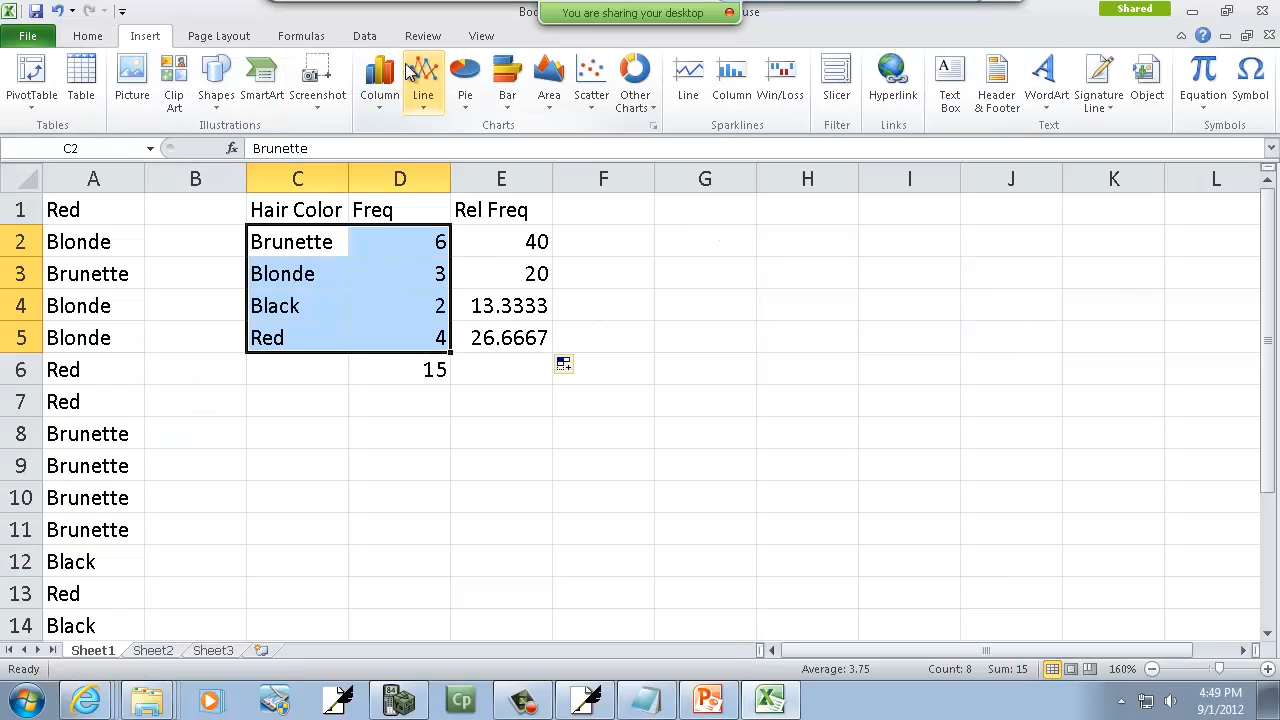 Boo use
You are sharing your desktop
Shared
File Home Insert Page Layout Formulas Data Review View
PivotTable Table Picture Clip Art Shapes SmartArt Screenshot Column Line Pie Bar Area Scatter Other Charts Line Column Win/Loss Slicer Hyperlink Text Box Header & Footer WordArt Signature Line Object Equation Symbol
Tables Illustrations Charts Sparklines Filter Links Text Symbols
C2 fx Brunette
A B C D E F G H I J K L
1 Red Hair Color Freq Rel Freq
2 Blonde Brunette 6 40
3 Brunette Blonde 3 20
4 Blonde Black 2 13.3333
5 Blonde Red 4 26.6667
6 Red 15
7 Red
8 Brunette
9 Brunette
10 Brunette
11 Brunette
12 Black
13 Red
14 Black
Sheet1 Sheet2 Sheet3
Ready Average: 3.75 Count: 8 Sum: 15 160%
4:49 PM
9/1/2012